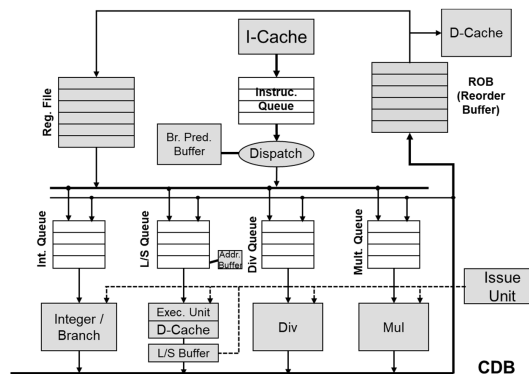 I-Cache
D-Cache
Reg. File
Instruc.
Queue
ROB
(Reorder
Buffer)
Br. Pred.
Buffer
Dispatch
Int. Queue
L/S Queue
Addr.
Buffer
Div Queue
Mult. Queue
Issue
Unit
Integer /
Branch
Exec. Unit
D-Cache
L/S Buffer
Div
Mul
CDB